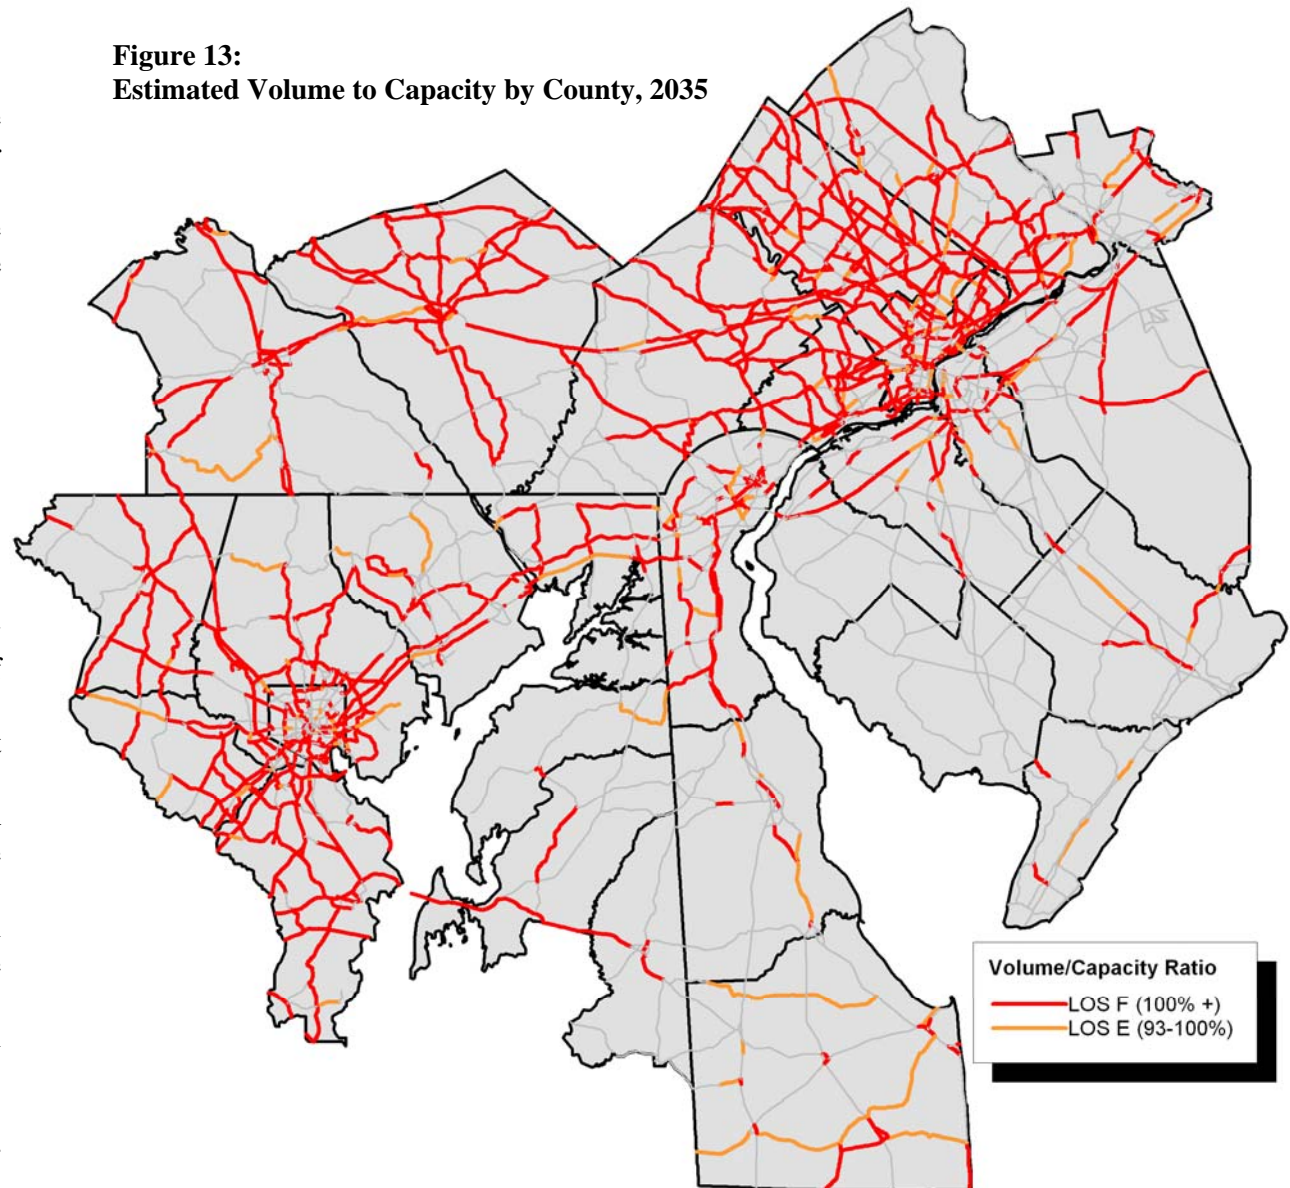 Figure 13:
Estimated Volume to Capacity by County, 2035
Volume/Capacity Ratio
LOS F (100% +)
LOS E (93-100%)